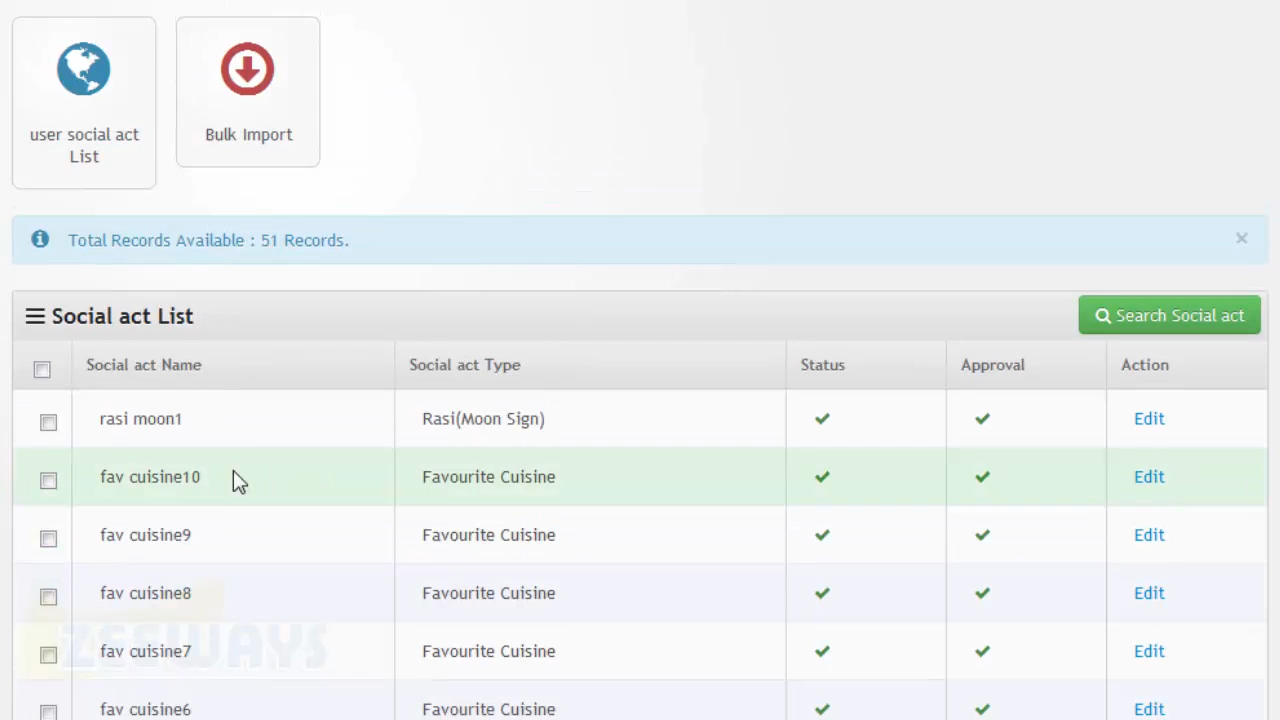 user social act
List
Bulk Import
Total Records Available : 51 Records.
×
Social act List
Search Social act
Social act Name Social act Type Status Approval Action
rasi moon1 Rasi(Moon Sign) Edit
fav cuisine10 Favourite Cuisine Edit
fav cuisine9 Favourite Cuisine Edit
fav cuisine8 Favourite Cuisine Edit
fav cuisine7 Favourite Cuisine Edit
ZEEWAYS
fav cuisine6 Favourite Cuisine Edit